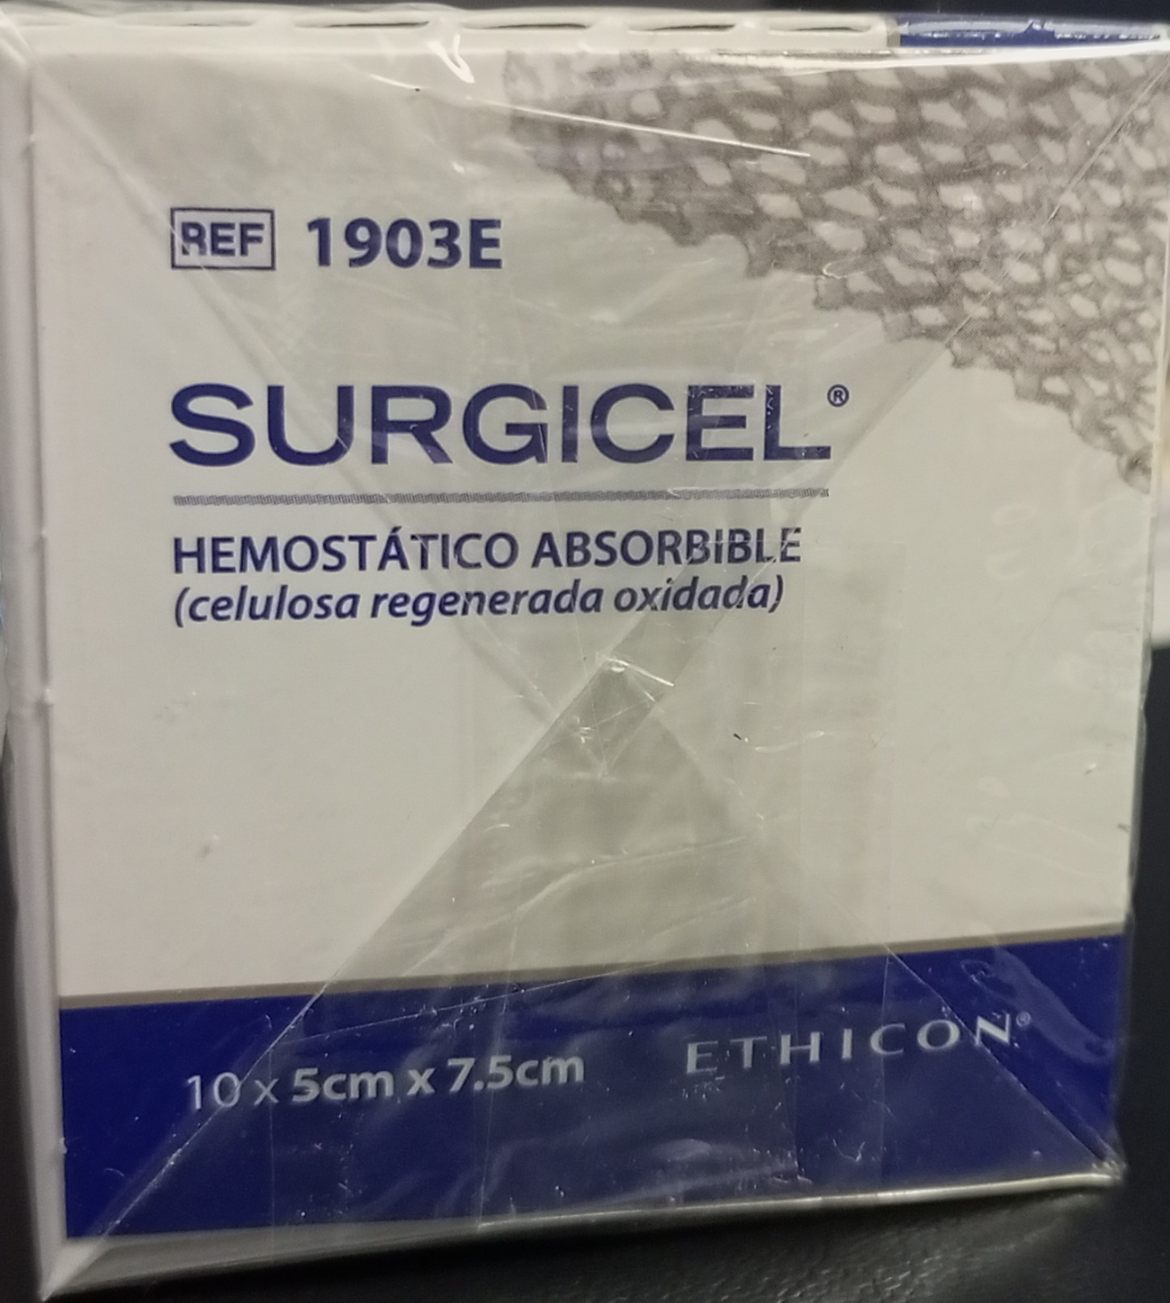 REF 1903E
SURGICEL®
HEMOSTÁTICO ABSORBIBLE
(celulosa regenerada oxidada)
10 x 5cm x 7.5cm
ETHICON®